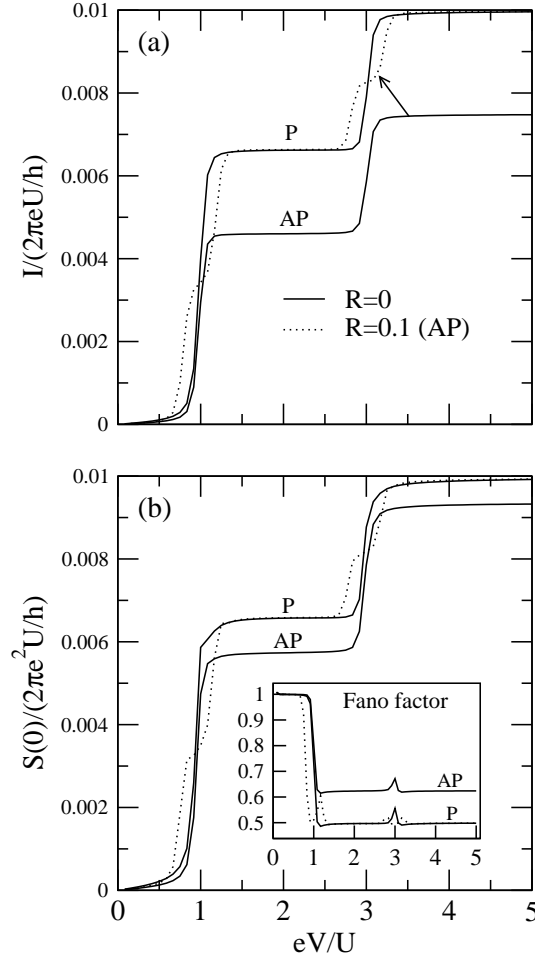 0.01
(a)
0.008
P
0.006
AP
I/(2πeU/h)
0.004
R=0
R=0.1 (AP)
0.002
0
0.01
(b)
0.008
P
0.006
AP
S(0)/(2πe²U/h)
1
Fano factor
0.9
0.8
0.7
AP
0.6
P
0.5
0 1 2 3 4 5
0.004
0.002
0
0 1 2 3 4 5
eV/U